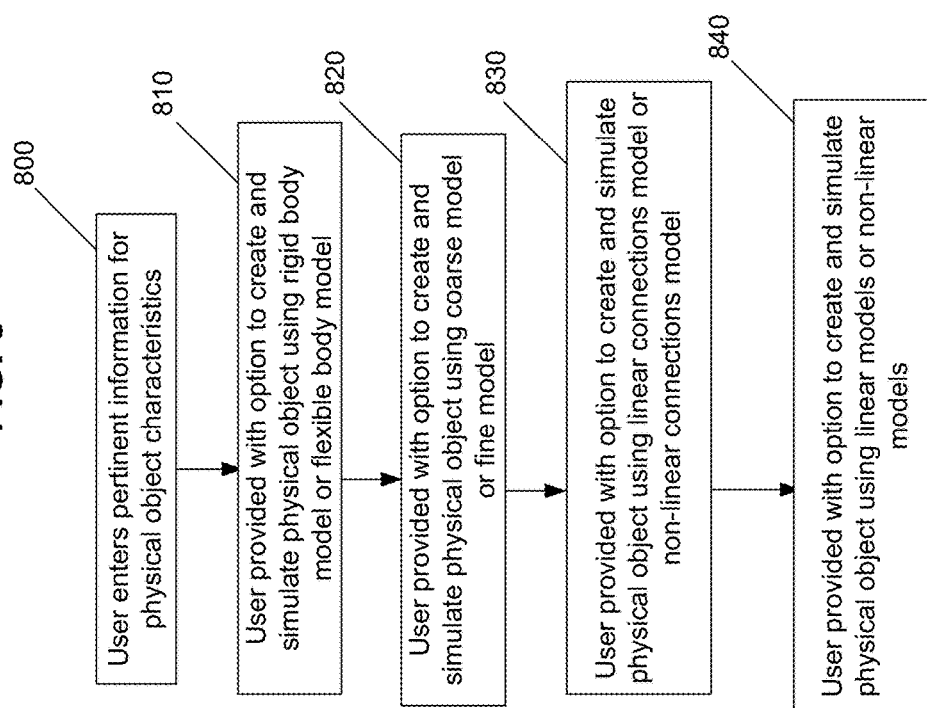 800
User enters pertinent information for
physical object characteristics
810
User provided with option to create and
simulate physical object using rigid body
model or flexible body model
820
User provided with option to create and
simulate physical object using coarse model
or fine model
830
User provided with option to create and simulate
physical object using linear connections model or
non-linear connections model
840
User provided with option to create and simulate
physical object using linear models or non-linear
models